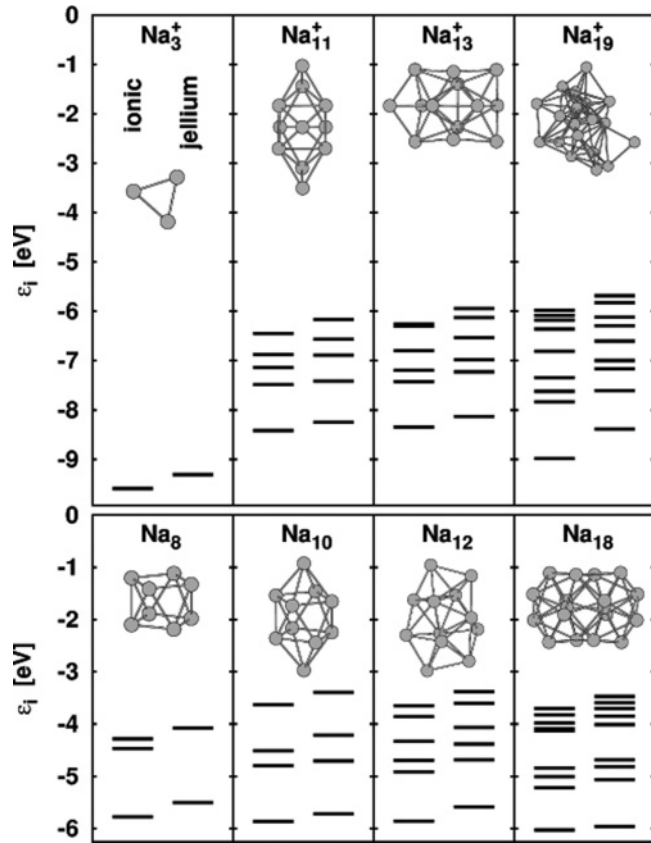 0
-1
-2
-3
-4
-5
-6
-7
-8
-9
εi [eV]
Na3+
ionic
jellium
Na11+
Na13+
Na19+
0
-1
-2
-3
-4
-5
-6
εi [eV]
Na8
Na10
Na12
Na18